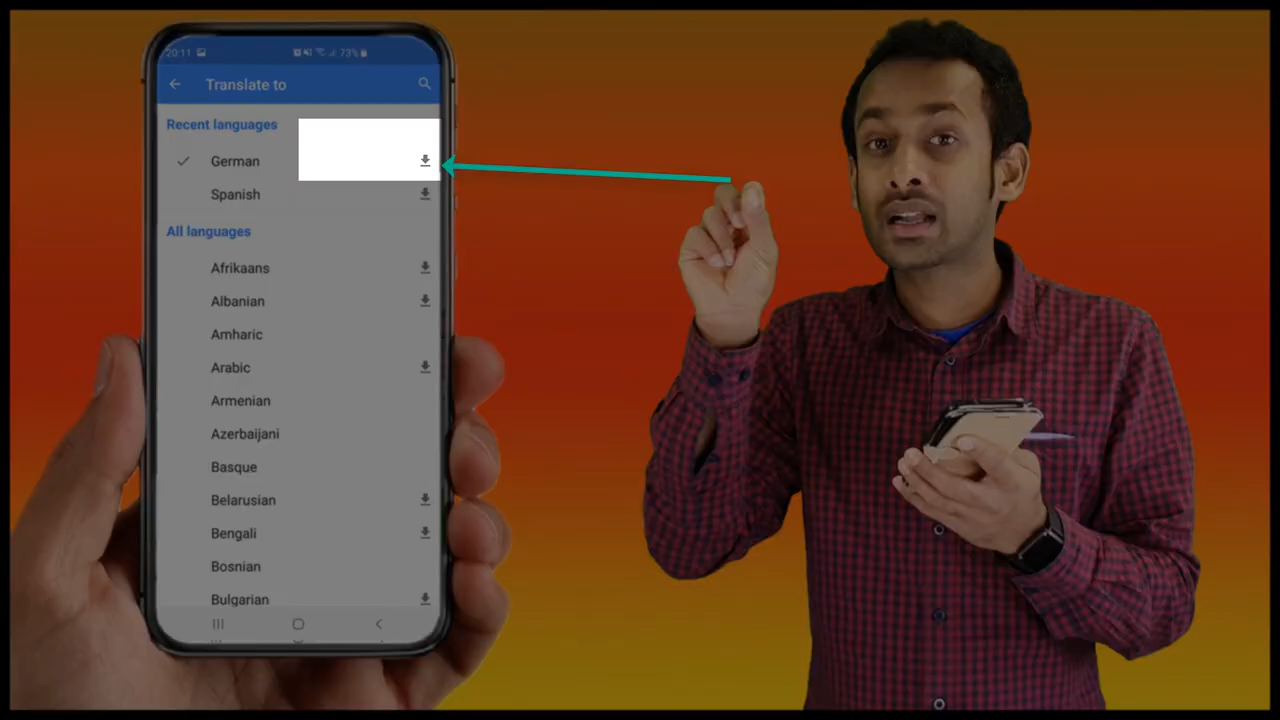 20:11 73%
Translate to
Recent languages
German
Spanish
All languages
Afrikaans
Albanian
Amharic
Arabic
Armenian
Azerbaijani
Basque
Belarusian
Bengali
Bosnian
Bulgarian